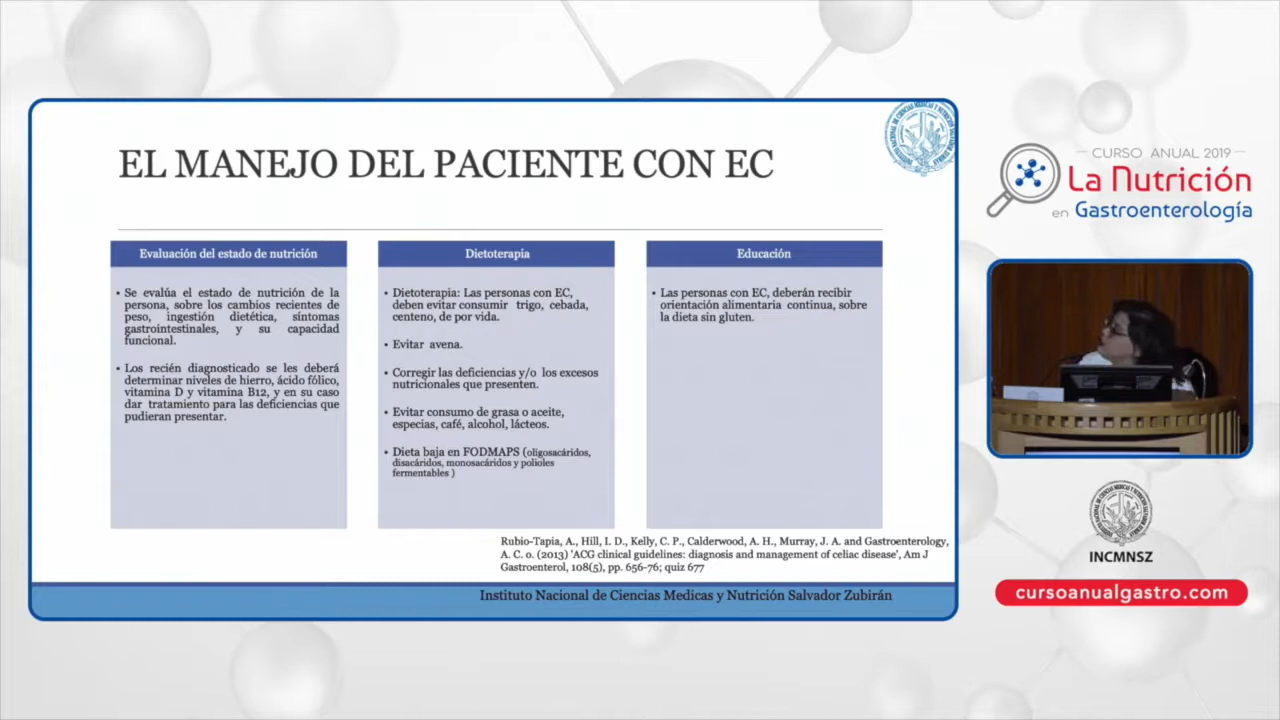 EL MANEJO DEL PACIENTE CON EC
Evaluación del estado de nutrición
• Se evalúa el estado de nutrición de la
persona, sobre los cambios recientes de
peso, ingestión dietética, síntomas
gastrointestinales, y su capacidad
funcional.
• Los recién diagnosticado se les deberá
determinar niveles de hierro, ácido fólico,
vitamina D y vitamina B12, y en su caso
dar tratamiento para las deficiencias que
pudieran presentar.
Dietoterapia
• Dietoterapia: Las personas con EC,
deben evitar consumir trigo, cebada,
centeno, de por vida.
• Evitar avena.
• Corregir las deficiencias y/o los excesos
nutricionales que presenten.
• Evitar consumo de grasa o aceite,
especias, café, alcohol, lácteos.
• Dieta baja en FODMAPS (oligosacáridos,
disacáridos, monosacáridos y polioles
fermentables )
Educación
• Las personas con EC, deberán recibir
orientación alimentaria continua, sobre
la dieta sin gluten.
Rubio-Tapia, A., Hill, I. D., Kelly, C. P., Calderwood, A. H., Murray, J. A. and Gastroenterology,
A. C. o. (2013) 'ACG clinical guidelines: diagnosis and management of celiac disease', Am J
Gastroenterol, 108(5), pp. 656-76; quiz 677
Instituto Nacional de Ciencias Medicas y Nutrición Salvador Zubirán
CURSO ANUAL 2019
La Nutrición
en Gastroenterología
INCMNSZ
cursoanualgastro.com